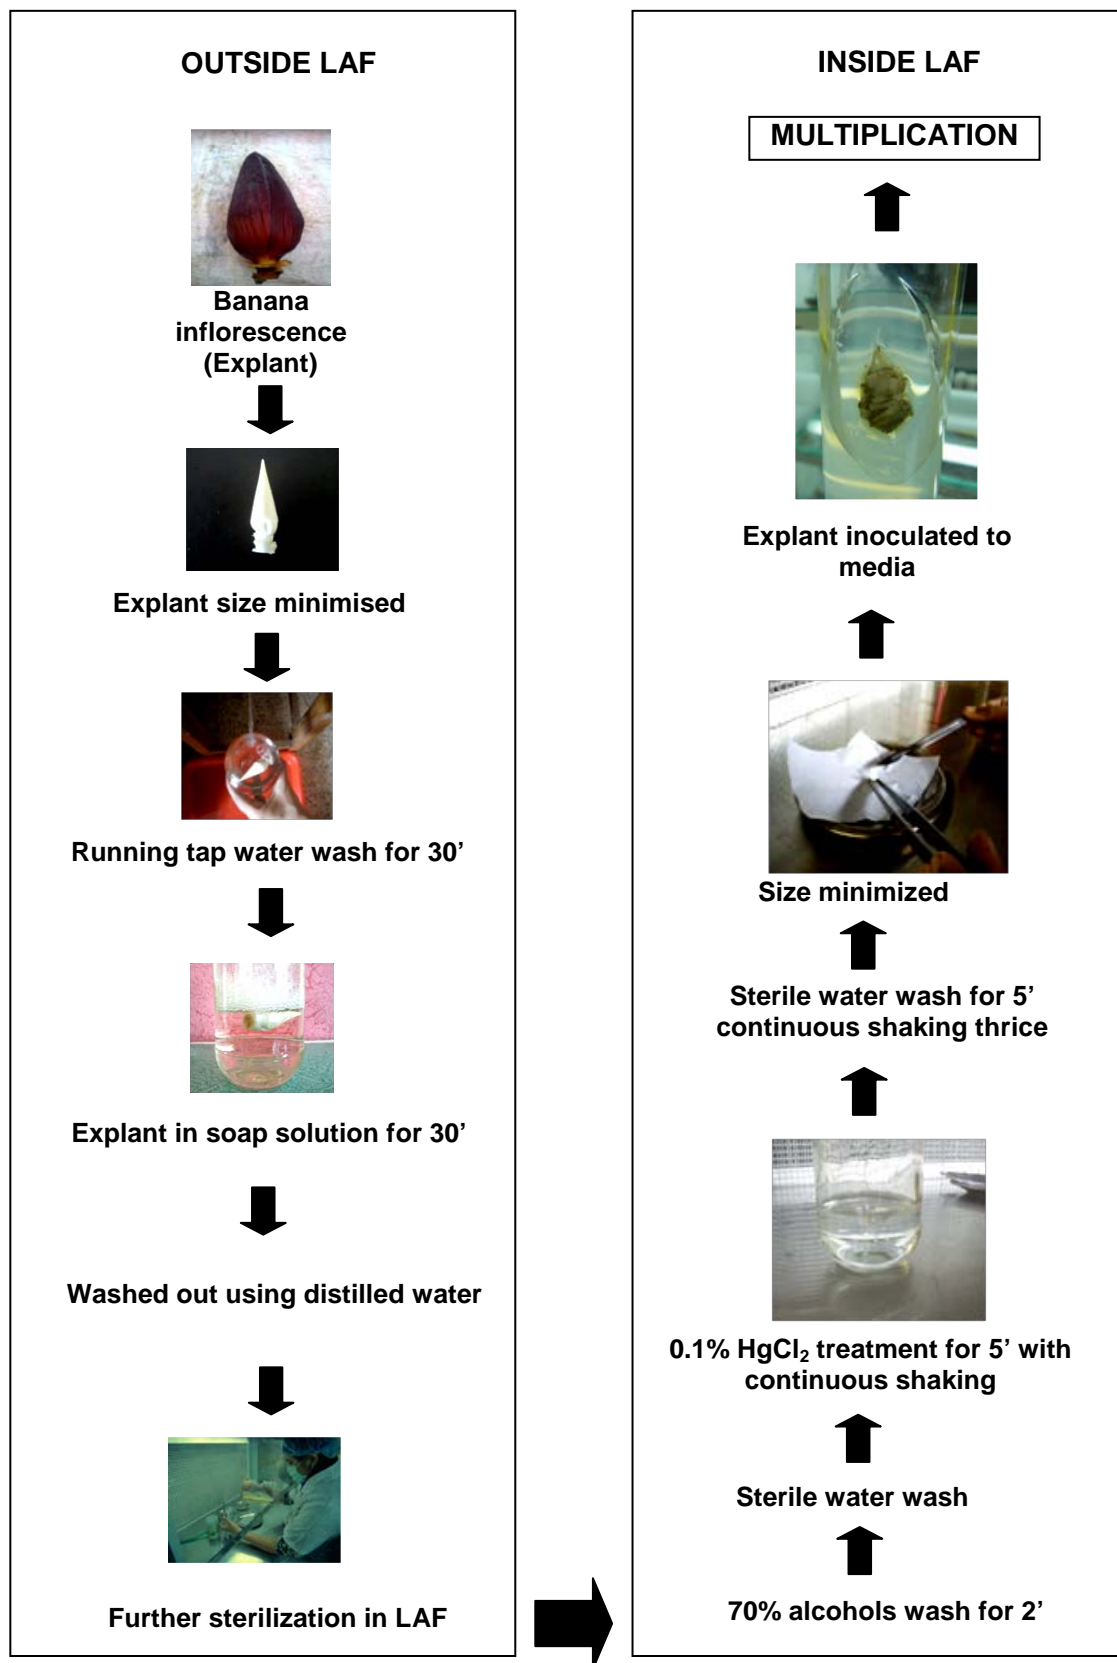 OUTSIDE LAF
Banana
inflorescence
(Explant)
Explant size minimised
Running tap water wash for 30’
Explant in soap solution for 30’
Washed out using distilled water
Further sterilization in LAF
INSIDE LAF
MULTIPLICATION
Explant inoculated to
media
Size minimized
Sterile water wash for 5’
continuous shaking thrice
0.1% HgCl₂ treatment for 5’ with
continuous shaking
Sterile water wash
70% alcohols wash for 2’